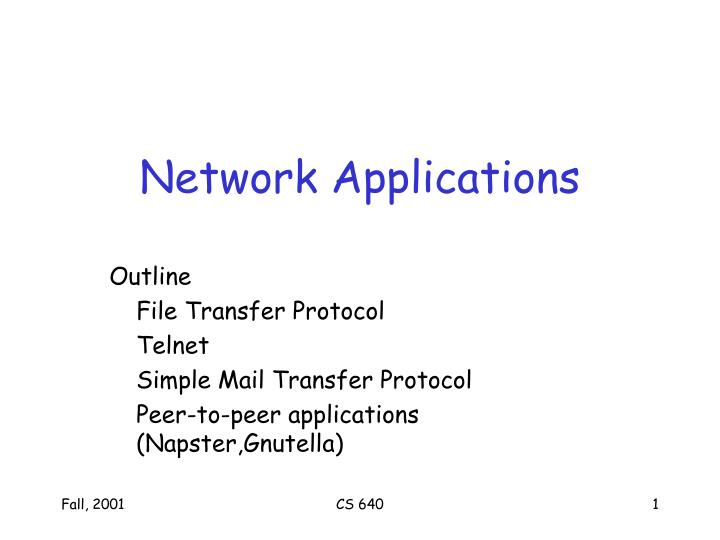 Network Applications
Outline
File Transfer Protocol
Telnet
Simple Mail Transfer Protocol
Peer-to-peer applications
(Napster,Gnutella)
Fall, 2001
CS 640
1